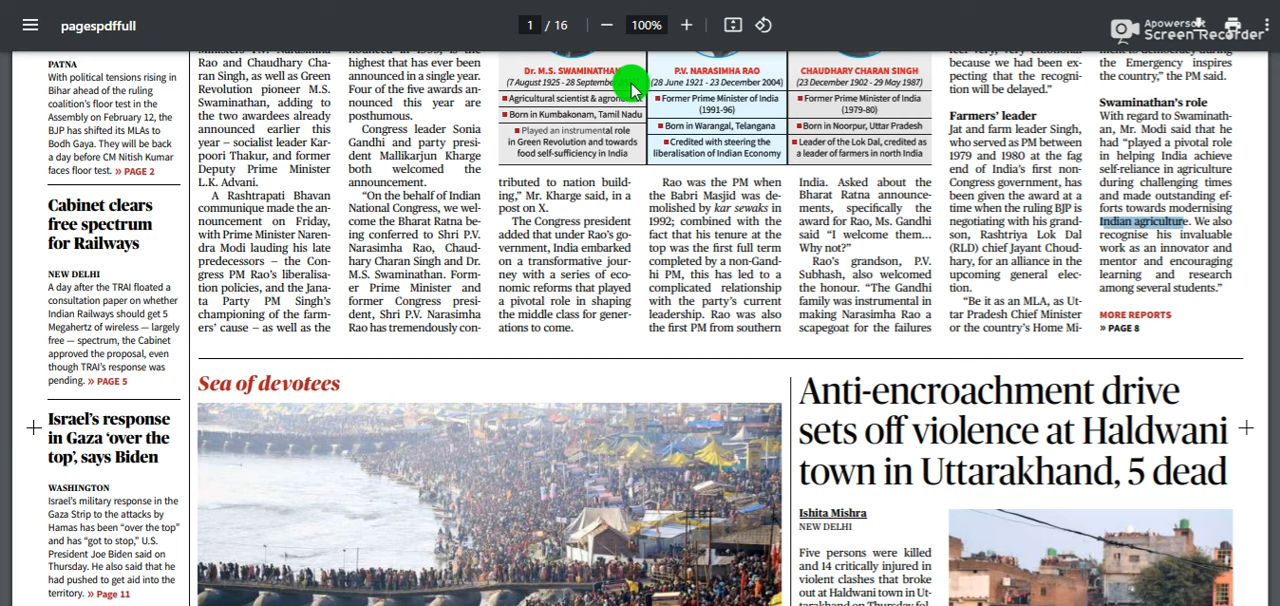 pagespdffull
1 / 16
100%
Apowersoft
Screen Recorder
PATNA
With political tensions rising in
Bihar ahead of the ruling
coalition's floor test in the
Assembly on February 12, the
BJP has shifted its MLAs to
Bodh Gaya. They will be back
a day before CM Nitish Kumar
faces floor test. » PAGE 2
Cabinet clears
free spectrum
for Railways
NEW DELHI
A day after the TRAI floated a
consultation paper on whether
Indian Railways should get 5
Megahertz of wireless — largely
free — spectrum, the Cabinet
approved the proposal, even
though TRAI's response was
pending. » PAGE 5
Israel's response
in Gaza 'over the
top', says Biden
WASHINGTON
Israel's military response in the
Gaza Strip to the attacks by
Hamas has been "over the top"
and has "got to stop," U.S.
President Joe Biden said on
Thursday. He also said that he
had pushed to get aid into the
territory. » Page 11
Rao and Chaudhary Cha-
ran Singh, as well as Green
Revolution pioneer M.S.
Swaminathan, adding to
the two awardees already
announced earlier this
year – socialist leader Kar-
poori Thakur, and former
Deputy Prime Minister
L.K. Advani.
A Rashtrapati Bhavan
communique made the an-
nouncement on Friday,
with Prime Minister Naren-
dra Modi lauding his late
predecessors – the Con-
gress PM Rao's liberalisa-
tion policies, and the Jana-
ta Party PM Singh's
championing of the farm-
ers' cause – as well as the
highest that has ever been
announced in a single year.
Four of the five awards an-
nounced this year are
posthumous.
Congress leader Sonia
Gandhi and party presi-
dent Mallikarjun Kharge
both welcomed the
announcement.
"On the behalf of Indian
National Congress, we wel-
come the Bharat Ratna be-
ing conferred to Shri P.V.
Narasimha Rao, Chaud-
hary Charan Singh and Dr.
M.S. Swaminathan. Form-
er Prime Minister and
former Congress presi-
dent, Shri P.V. Narasimha
Rao has tremendously con-
Dr. M.S. SWAMINATHAN
(7 August 1925 - 28 September
Agricultural scientist &
Born in Kumbakonam, Tamil Nadu
Played an instrumental role
in Green Revolution and towards
food self-sufficiency in India
P.V. NARASIMHA RAO
(28 June 1921 - 23 December 2004)
Former Prime Minister of India
(1991-96)
Born in Warangal, Telangana
Credited with steering the
liberalisation of Indian Economy
CHAUDHARY CHARAN SINGH
(23 December 1902 - 29 May 1987)
Former Prime Minister of India
(1979-80)
Born in Noorpur, Uttar Pradesh
Leader of the Lok Dal, credited as
a leader of farmers in north India
tributed to nation build-
ing," Mr. Kharge said, in a
post on X.
The Congress president
added that under Rao's go-
vernment, India embarked
on a transformative jour-
ney with a series of eco-
nomic reforms that played
a pivotal role in shaping
the middle class for gener-
ations to come.
Rao was the PM when
the Babri Masjid was de-
molished by kar sewaks in
1992; combined with the
fact that his tenure at the
top was the first full term
completed by a non-Gand-
hi PM, this has led to a
complicated relationship
with the party's current
leadership. Rao was also
the first PM from southern
India. Asked about the
Bharat Ratna announce-
ments, specifically the
award for Rao, Ms. Gandhi
said "I welcome them...
Why not?"
Rao's grandson, P.V.
Subhash, also welcomed
the honour. "The Gandhi
family was instrumental in
making Narasimha Rao a
scapegoat for the failures
because we had been ex-
pecting that the recogni-
tion will be delayed."
Farmers' leader
Jat and farm leader Singh,
who served as PM between
1979 and 1980 at the fag
end of India's first non-
Congress government, has
been given the award at a
time when the ruling BJP is
negotiating with his grand-
son, Rashtriya Lok Dal
(RLD) chief Jayant Choud-
hary, for an alliance in the
upcoming general elec-
tion.
"Be it as an MLA, as Ut-
tar Pradesh Chief Minister
or the country's Home Mi-
the Emergency inspires
the country," the PM said.
Swaminathan's role
With regard to Swaminath-
an, Mr. Modi said that he
had "played a pivotal role
in helping India achieve
self-reliance in agriculture
during challenging times
and made outstanding ef-
forts towards modernising
Indian agriculture. We also
recognise his invaluable
work as an innovator and
mentor and encouraging
learning and research
among several students."
MORE REPORTS
» PAGE 8
Sea of devotees
Anti-encroachment drive
sets off violence at Haldwani
town in Uttarakhand, 5 dead
Ishita Mishra
NEW DELHI
Five persons were killed
and 14 critically injured in
violent clashes that broke
out at Haldwani town in Ut-
tarakhand on Thursday fol-